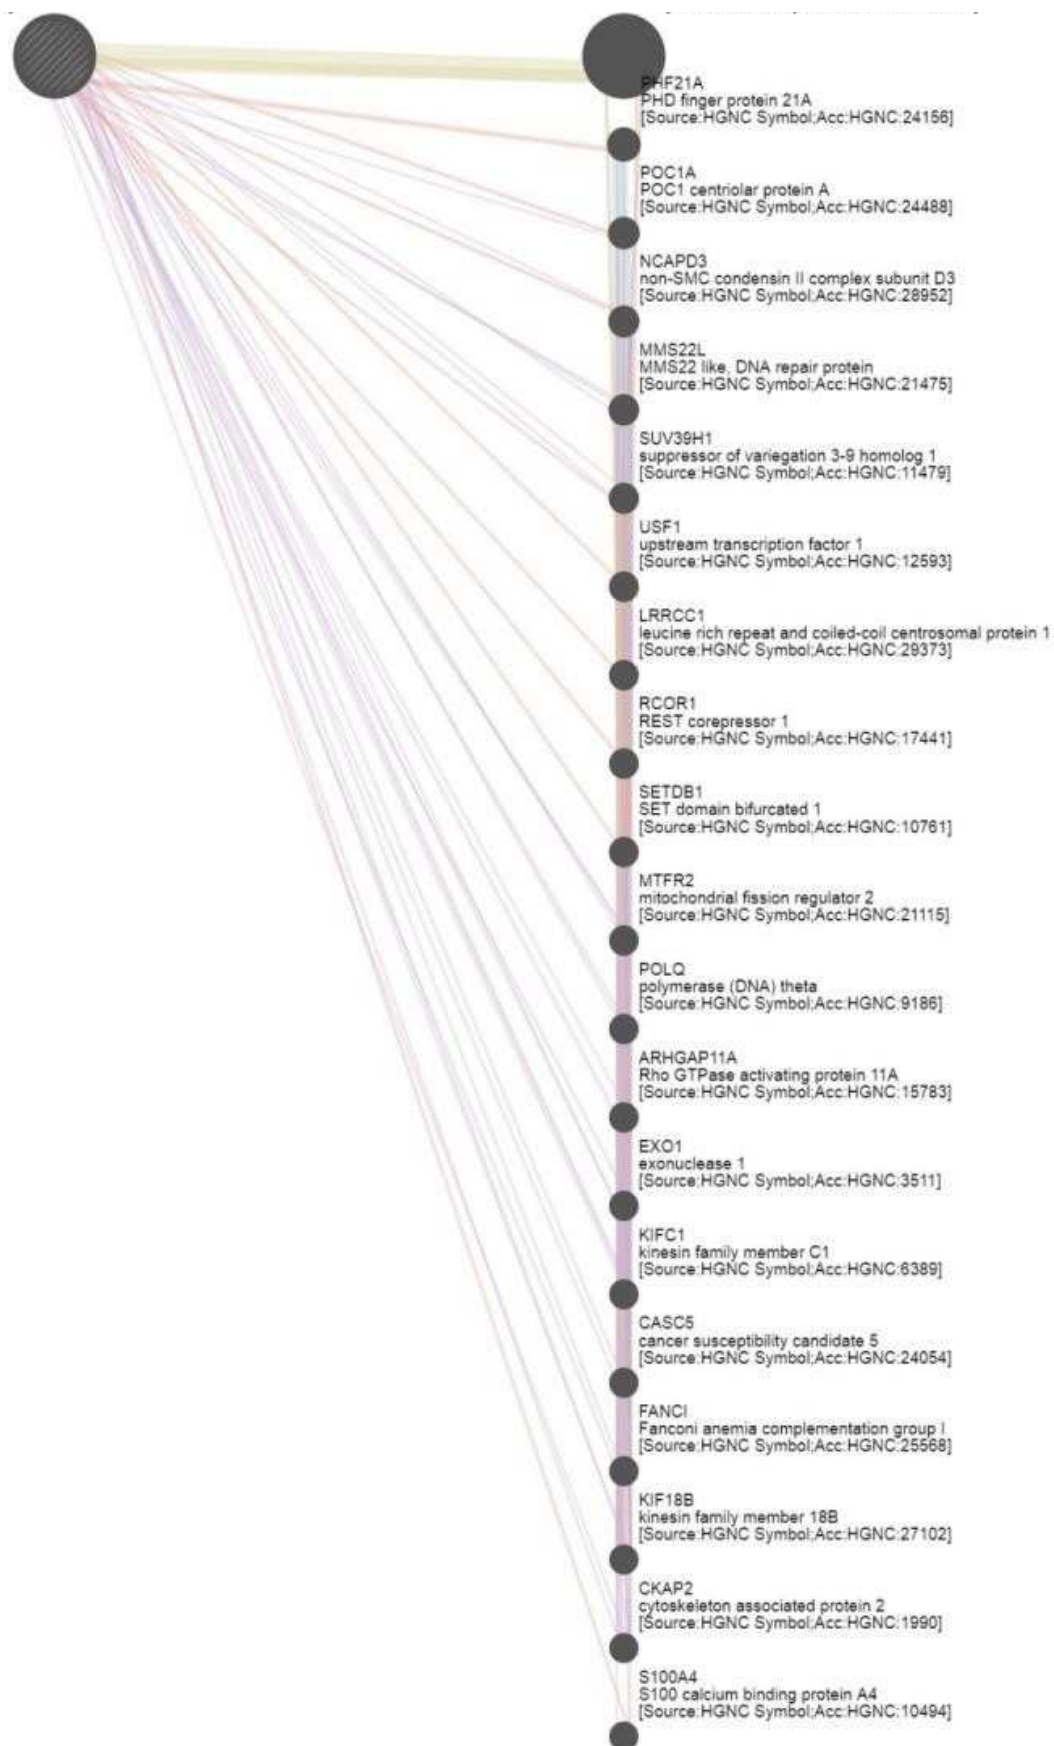 PHF21A
PHD finger protein 21A
[Source:HGNC Symbol;Acc:HGNC:24156]
POC1A
POC1 centriolar protein A
[Source:HGNC Symbol;Acc:HGNC:24488]
NCAPD3
non-SMC condensin II complex subunit D3
[Source:HGNC Symbol;Acc:HGNC:28952]
MMS22L
MMS22 like, DNA repair protein
[Source:HGNC Symbol;Acc:HGNC:21475]
SUV39H1
suppressor of variegation 3-9 homolog 1
[Source:HGNC Symbol;Acc:HGNC:11479]
USF1
upstream transcription factor 1
[Source:HGNC Symbol;Acc:HGNC:12593]
LRRCC1
leucine rich repeat and coiled-coil centrosomal protein 1
[Source:HGNC Symbol;Acc:HGNC:29373]
RCOR1
REST corepressor 1
[Source:HGNC Symbol;Acc:HGNC:17441]
SETDB1
SET domain bifurcated 1
[Source:HGNC Symbol;Acc:HGNC:10761]
MTFR2
mitochondrial fission regulator 2
[Source:HGNC Symbol;Acc:HGNC:21115]
POLQ
polymerase (DNA) theta
[Source:HGNC Symbol;Acc:HGNC:9186]
ARHGAP11A
Rho GTPase activating protein 11A
[Source:HGNC Symbol;Acc:HGNC:15783]
EXO1
exonuclease 1
[Source:HGNC Symbol;Acc:HGNC:3511]
KIFC1
kinesin family member C1
[Source:HGNC Symbol;Acc:HGNC:6389]
CASC5
cancer susceptibility candidate 5
[Source:HGNC Symbol;Acc:HGNC:24054]
FANCI
Fanconi anemia complementation group I
[Source:HGNC Symbol;Acc:HGNC:25568]
KIF18B
kinesin family member 18B
[Source:HGNC Symbol;Acc:HGNC:27102]
CKAP2
cytoskeleton associated protein 2
[Source:HGNC Symbol;Acc:HGNC:1990]
S100A4
S100 calcium binding protein A4
[Source:HGNC Symbol;Acc:HGNC:10494]